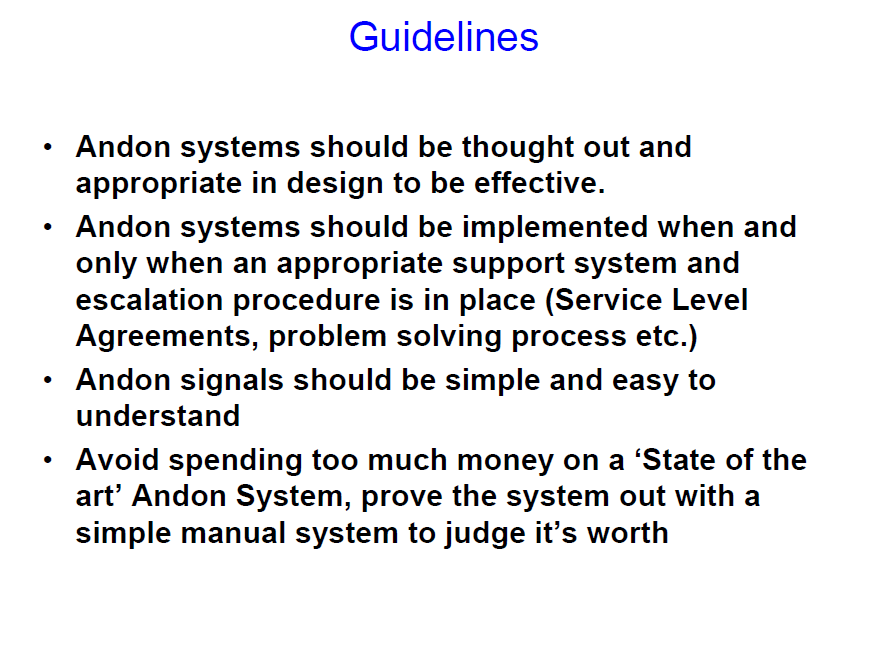 Guidelines
• Andon systems should be thought out and
appropriate in design to be effective.
• Andon systems should be implemented when and
only when an appropriate support system and
escalation procedure is in place (Service Level
Agreements, problem solving process etc.)
• Andon signals should be simple and easy to
understand
• Avoid spending too much money on a ‘State of the
art’ Andon System, prove the system out with a
simple manual system to judge it’s worth